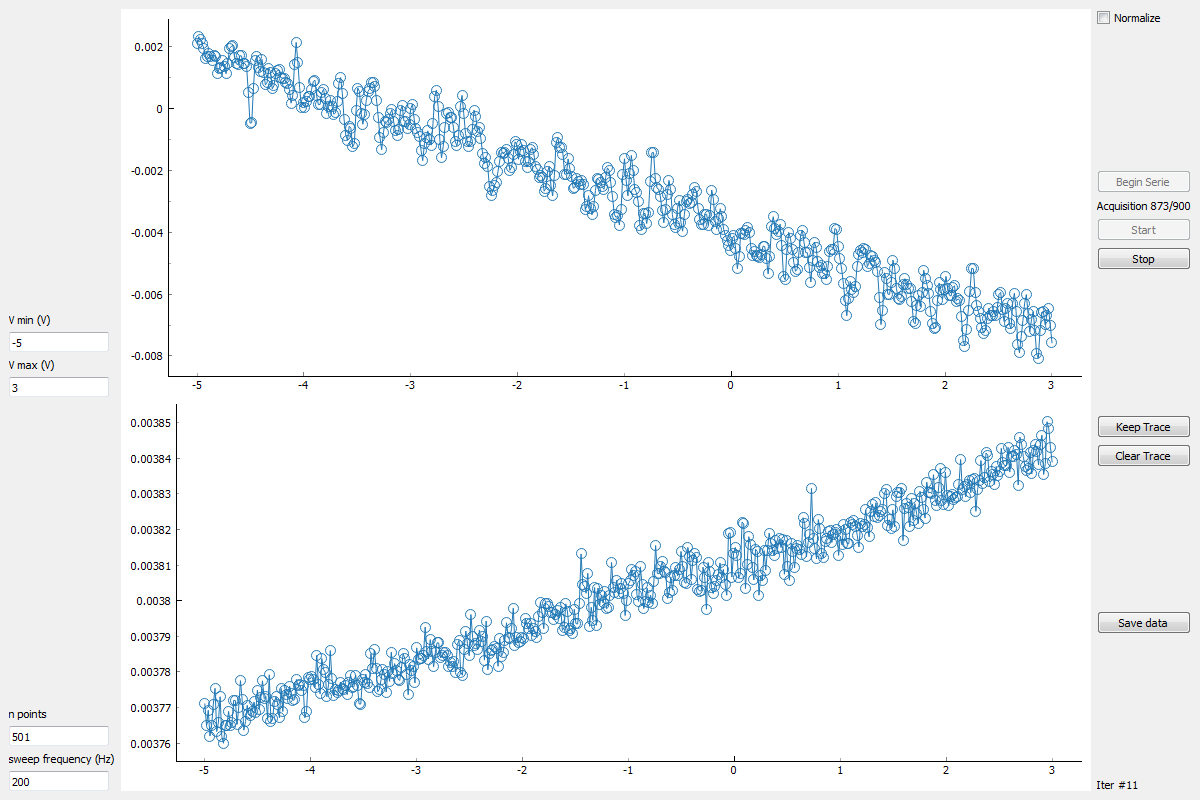 Normalize
0.002
0
-0.002
-0.004
-0.006
-0.008
-5 -4 -3 -2 -1 0 1 2 3
Begin Serie
Acquisition 873/900
Start
Stop
V min (V)
-5
V max (V)
3
0.00385
0.00384
0.00383
0.00382
0.00381
0.0038
0.00379
0.00378
0.00377
0.00376
-5 -4 -3 -2 -1 0 1 2 3
Keep Trace
Clear Trace
Save data
n points
501
sweep frequency (Hz)
200
Iter #11